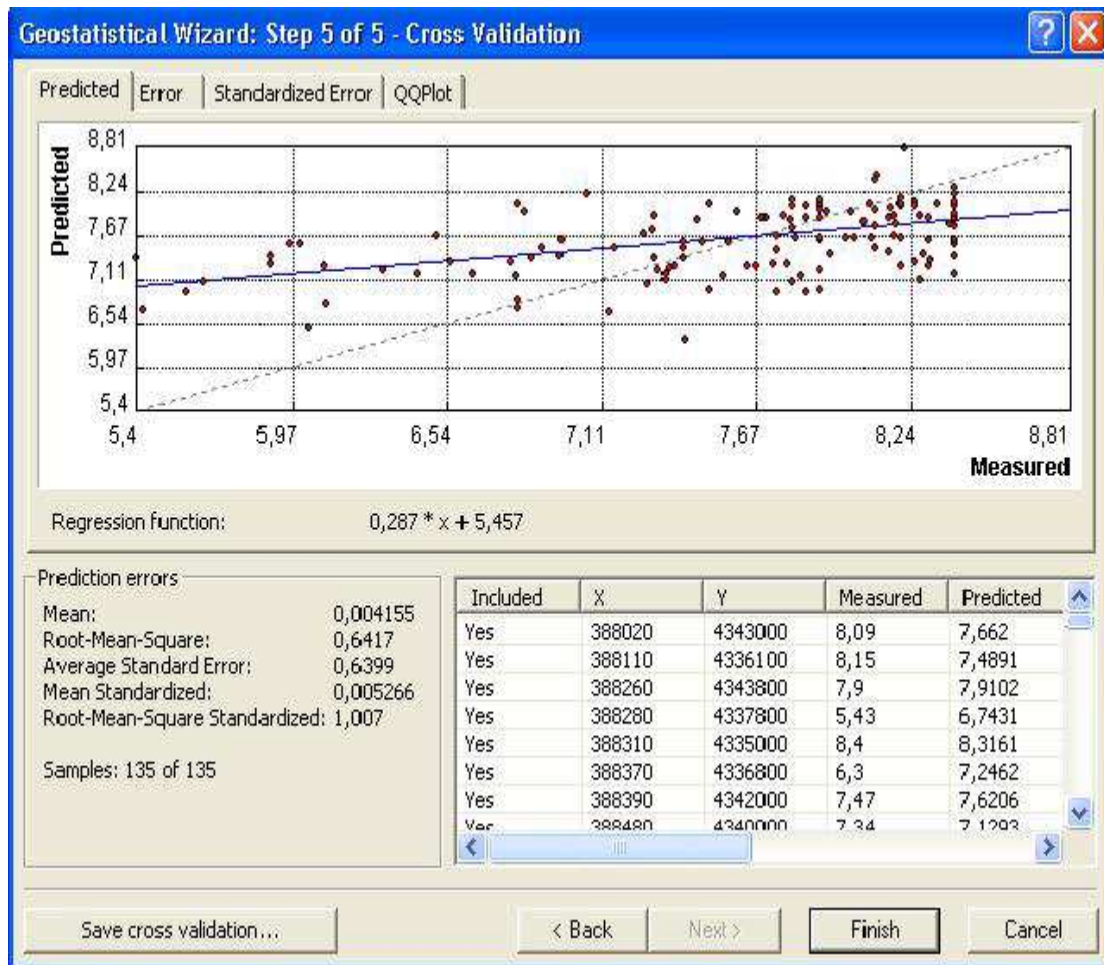 Geostatistical Wizard: Step 5 of 5 - Cross Validation
Predicted Error Standardized Error QQPlot
Predicted
8,81
8,24
7,67
7,11
6,54
5,97
5,4
5,4 5,97 6,54 7,11 7,67 8,24 8,81
Measured
Regression function: 0,287 * x + 5,457
Prediction errors
Mean: 0,004155
Root-Mean-Square: 0,6417
Average Standard Error: 0,6399
Mean Standardized: 0,005266
Root-Mean-Square Standardized: 1,007
Samples: 135 of 135
Included X Y Measured Predicted
Yes 388020 4343000 8,09 7,662
Yes 388110 4336100 8,15 7,4891
Yes 388260 4343800 7,9 7,9102
Yes 388280 4337800 5,43 6,7431
Yes 388310 4335000 8,4 8,3161
Yes 388370 4336800 6,3 7,2462
Yes 388390 4342000 7,47 7,6206
Yes 388480 4340000 7,34 7,1293
Save cross validation... < Back Next > Finish Cancel